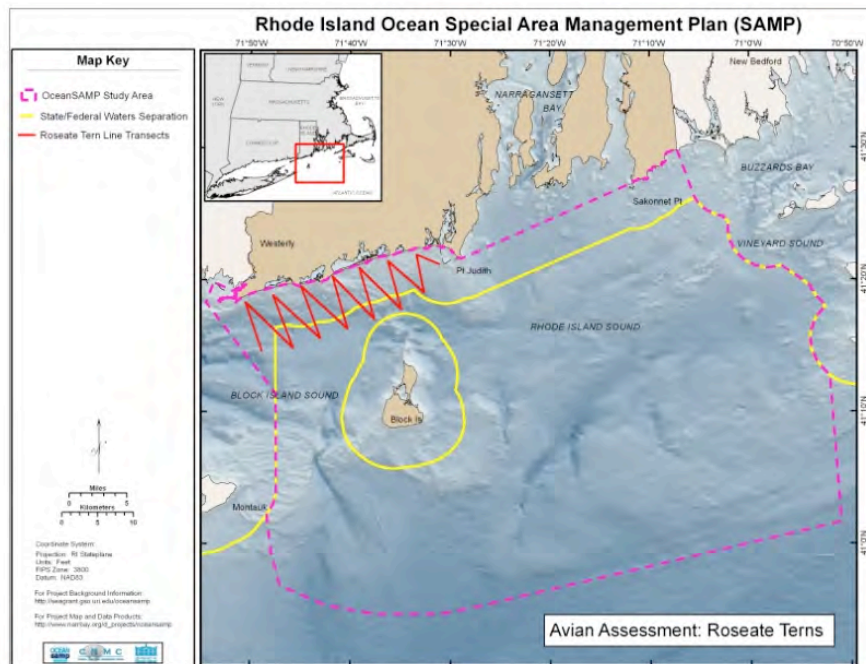 Rhode Island Ocean Special Area Management Plan (SAMP)
Map Key
OceanSAMP Study Area
State/Federal Waters Separation
Roseate Tern Line Transects
71°50'W
71°40'W
71°30'W
71°20'W
71°10'W
71°0'W
70°50'W
New Bedford
NARRAGANSETT
BAY
41°30'N
BUZZARDS BAY
Sakonnet Pt
Westerly
VINEYARD SOUND
Pt Judith
41°20'N
RHODE ISLAND SOUND
BLOCK ISLAND SOUND
Block Is
41°10'N
Montauk
41°0'N
Miles
0
5
Kilometers
0
5
10
Coordinate System:
Projection: RI Stateplane
Units: Feet
FIPS Zone: 3800
Datum: NAD83
For Project Background Information:
http://seagrant.gso.uri.edu/oceansamp
For Project Map and Data Products:
Avian Assessment: Roseate Terns